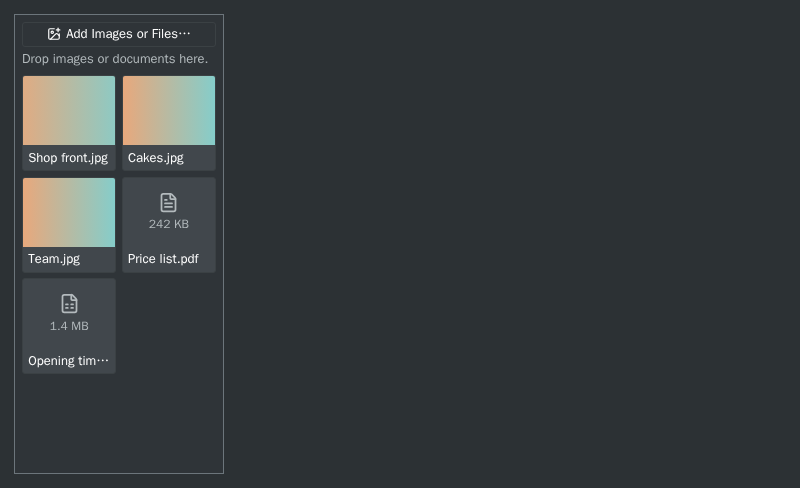 Add Images or Files⋯
Drop images or documents here.
Shop front.jpg
Cakes.jpg
Team.jpg
242 KB
Price list.pdf
1.4 MB
Opening tim⋯